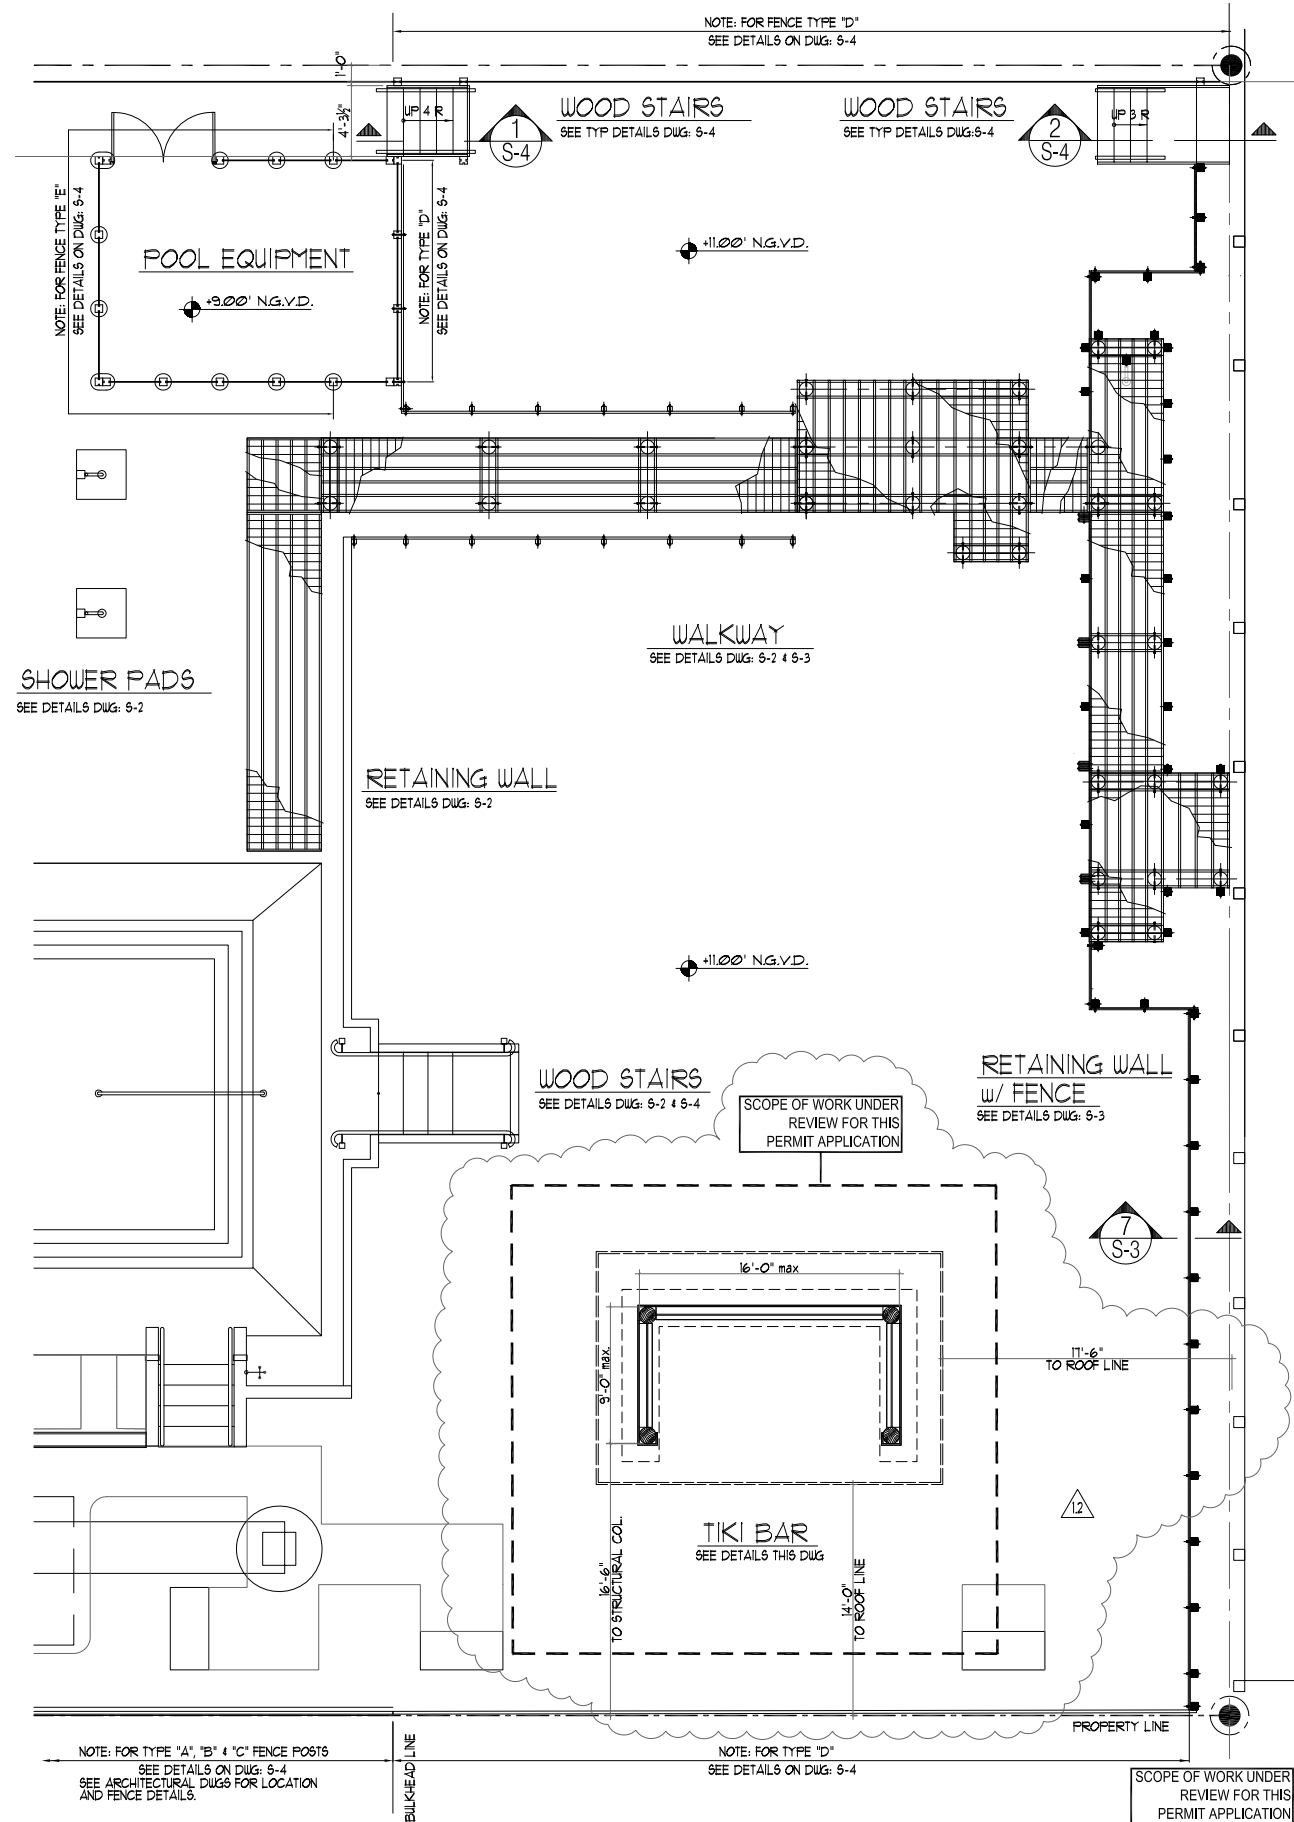 NOTE: FOR FENCE TYPE "D"
SEE DETAILS ON DWG: S-4
1'-0"
4'-3½"
UP 4 R
WOOD STAIRS
SEE TYP DETAILS DWG: S-4
1
S-4
WOOD STAIRS
SEE TYP DETAILS DWG:S-4
2
S-4
UP 3 R
NOTE: FOR FENCE TYPE "E"
SEE DETAILS ON DWG: S-4
POOL EQUIPMENT
+9.00' N.G.V.D.
NOTE: FOR TYPE "D"
SEE DETAILS ON DWG: S-4
+11.00' N.G.V.D.
SHOWER PADS
SEE DETAILS DWG: S-2
WALKWAY
SEE DETAILS DWG: S-2 & S-3
RETAINING WALL
SEE DETAILS DWG: S-2
+11.00' N.G.V.D.
WOOD STAIRS
SEE DETAILS DWG: S-2 & S-4
RETAINING WALL
w/ FENCE
SEE DETAILS DWG: S-3
SCOPE OF WORK UNDER
REVIEW FOR THIS
PERMIT APPLICATION
7
S-3
16'-0" max
9'-0" max.
17'-6"
TO ROOF LINE
12
TIKI BAR
SEE DETAILS THIS DWG
16'-6"
TO STRUCTURAL COL.
14'-0"
TO ROOF LINE
PROPERTY LINE
NOTE: FOR TYPE "A", "B" & "C" FENCE POSTS
SEE DETAILS ON DWG: S-4
SEE ARCHITECTURAL DWGS FOR LOCATION
AND FENCE DETAILS.
BULKHEAD LINE
NOTE: FOR TYPE "D"
SEE DETAILS ON DWG: S-4
SCOPE OF WORK UNDER
REVIEW FOR THIS
PERMIT APPLICATION